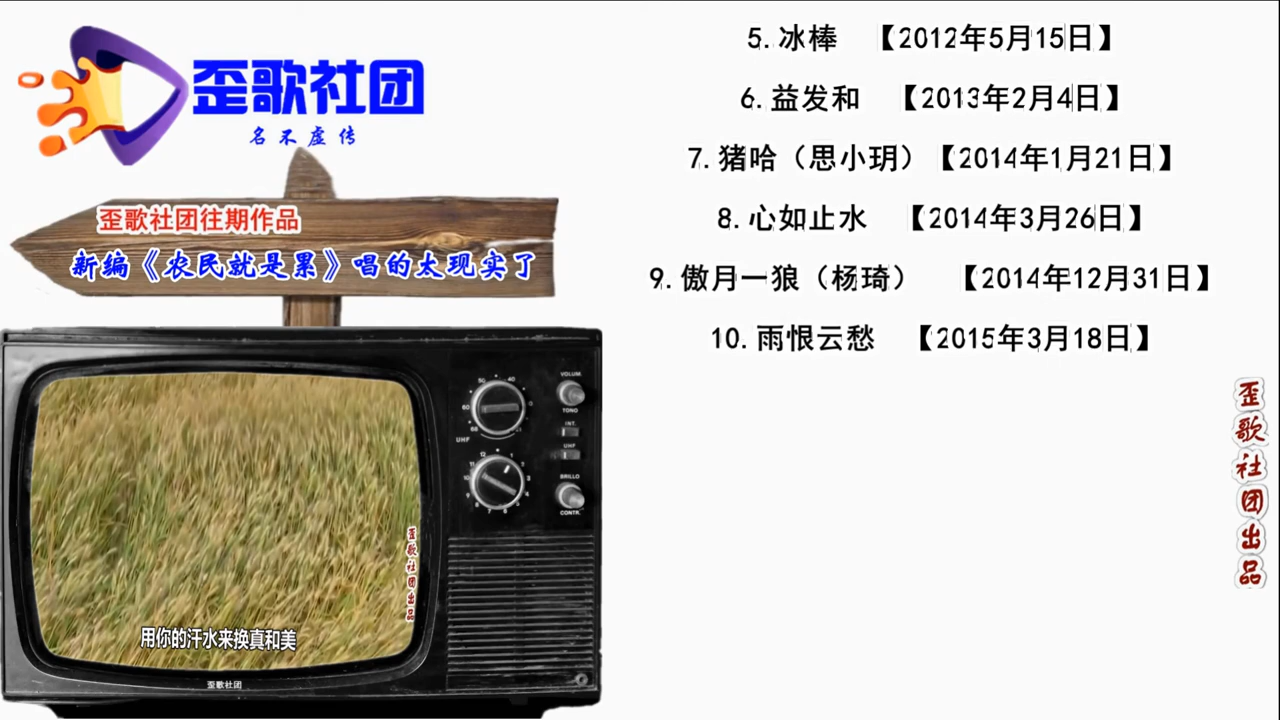 歪歌社团
名不虚传
歪歌社团往期作品
新编《农民就是累》唱的太现实了
5.冰棒 【2012年5月15日】
6.益发和 【2013年2月4日】
7.猪哈（思小玥）【2014年1月21日】
8.心如止水 【2014年3月26日】
9.傲月一狼（杨琦） 【2014年12月31日】
10.雨恨云愁 【2015年3月18日】
歪歌社团出品
歪歌社团出品
用你的汗水来换真和美
歪歌社团
VOLUM.
TONO
INT.
UHF
UHF
BRILLO
CONTR.